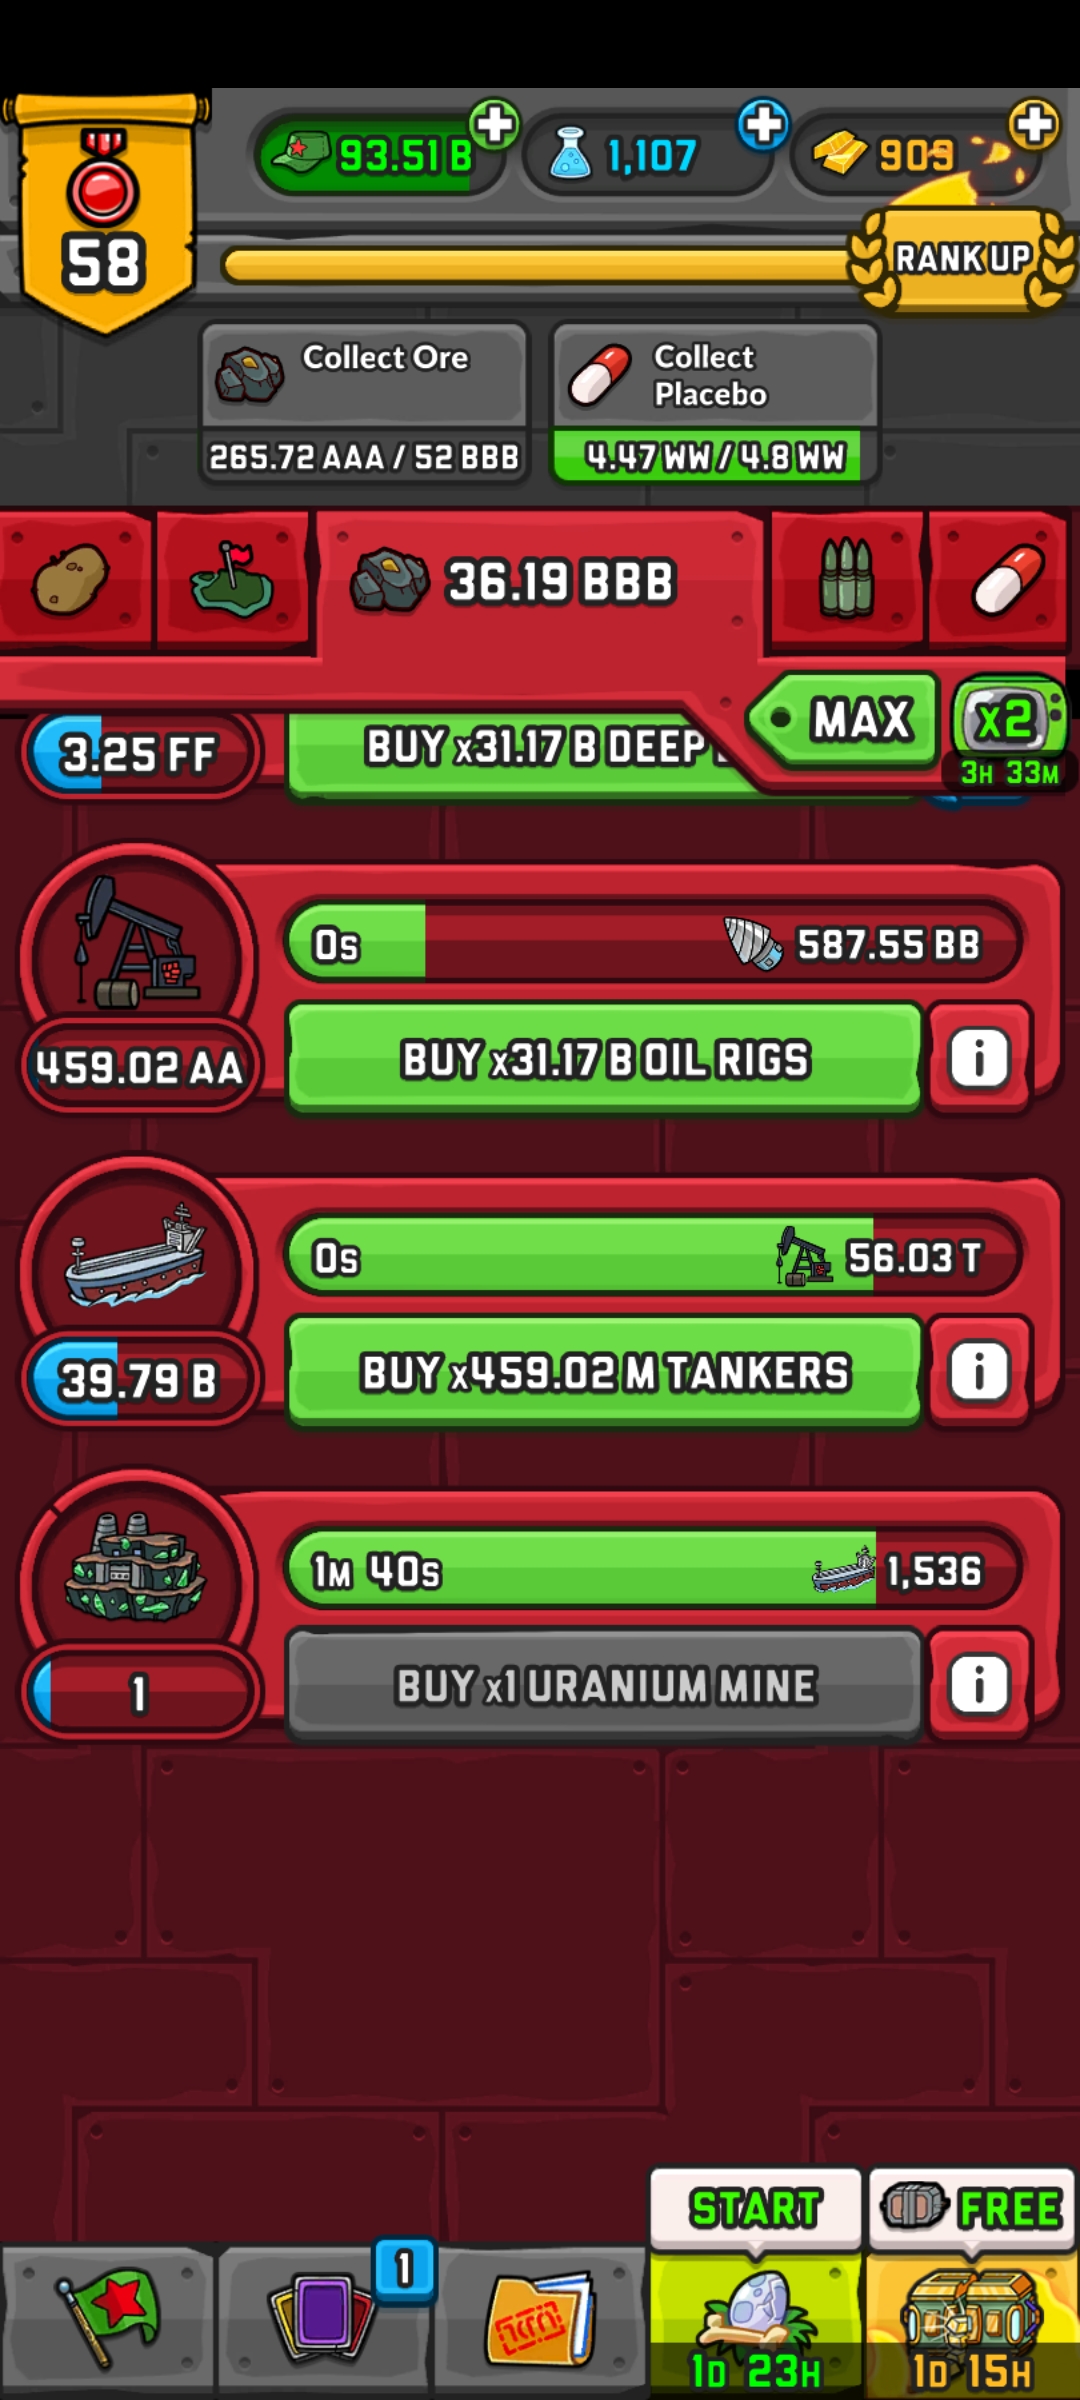 93.51 B
1,107
909
58
RANK UP
Collect Ore
265.72 AAA / 52 BBB
Collect
Placebo
4.47 WW / 4.8 WW
36.19 BBB
MAX
x2
3H 33M
3.25 FF
BUY x31.17 B DEEP
0s
587.55 BB
459.02 AA
BUY x31.17 B OIL RIGS
i
0s
56.03 T
39.79 B
BUY x459.02 M TANKERS
i
1M 40s
1,536
1
BUY x1 URANIUM MINE
i
START
FREE
1
1D 23H
1D 15H